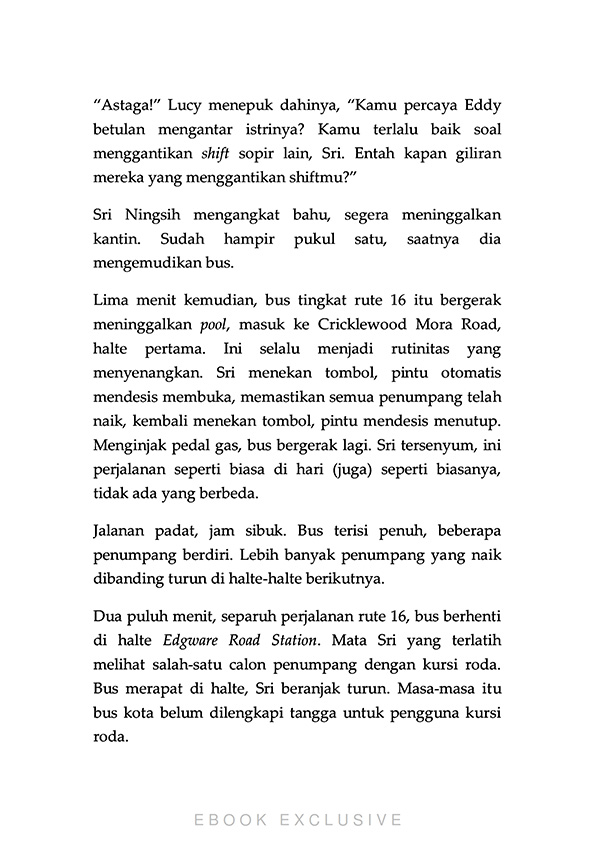 “Astaga!” Lucy menepuk dahinya, “Kamu percaya Eddy
betulan mengantar istrinya? Kamu terlalu baik soal
menggantikan shift sopir lain, Sri. Entah kapan giliran
mereka yang menggantikan shiftmu?”
Sri Ningsih mengangkat bahu, segera meninggalkan
kantin. Sudah hampir pukul satu, saatnya dia
mengemudikan bus.
Lima menit kemudian, bus tingkat rute 16 itu bergerak
meninggalkan pool, masuk ke Cricklewood Mora Road,
halte pertama. Ini selalu menjadi rutinitas yang
menyenangkan. Sri menekan tombol, pintu otomatis
mendesis membuka, memastikan semua penumpang telah
naik, kembali menekan tombol, pintu mendesis menutup.
Menginjak pedal gas, bus bergerak lagi. Sri tersenyum, ini
perjalanan seperti biasa di hari (juga) seperti biasanya,
tidak ada yang berbeda.
Jalanan padat, jam sibuk. Bus terisi penuh, beberapa
penumpang berdiri. Lebih banyak penumpang yang naik
dibanding turun di halte-halte berikutnya.
Dua puluh menit, separuh perjalanan rute 16, bus berhenti
di halte Edgware Road Station. Mata Sri yang terlatih
melihat salah-satu calon penumpang dengan kursi roda.
Bus merapat di halte, Sri beranjak turun. Masa-masa itu
bus kota belum dilengkapi tangga untuk pengguna kursi
roda.
EBOOK EXCLUSIVE